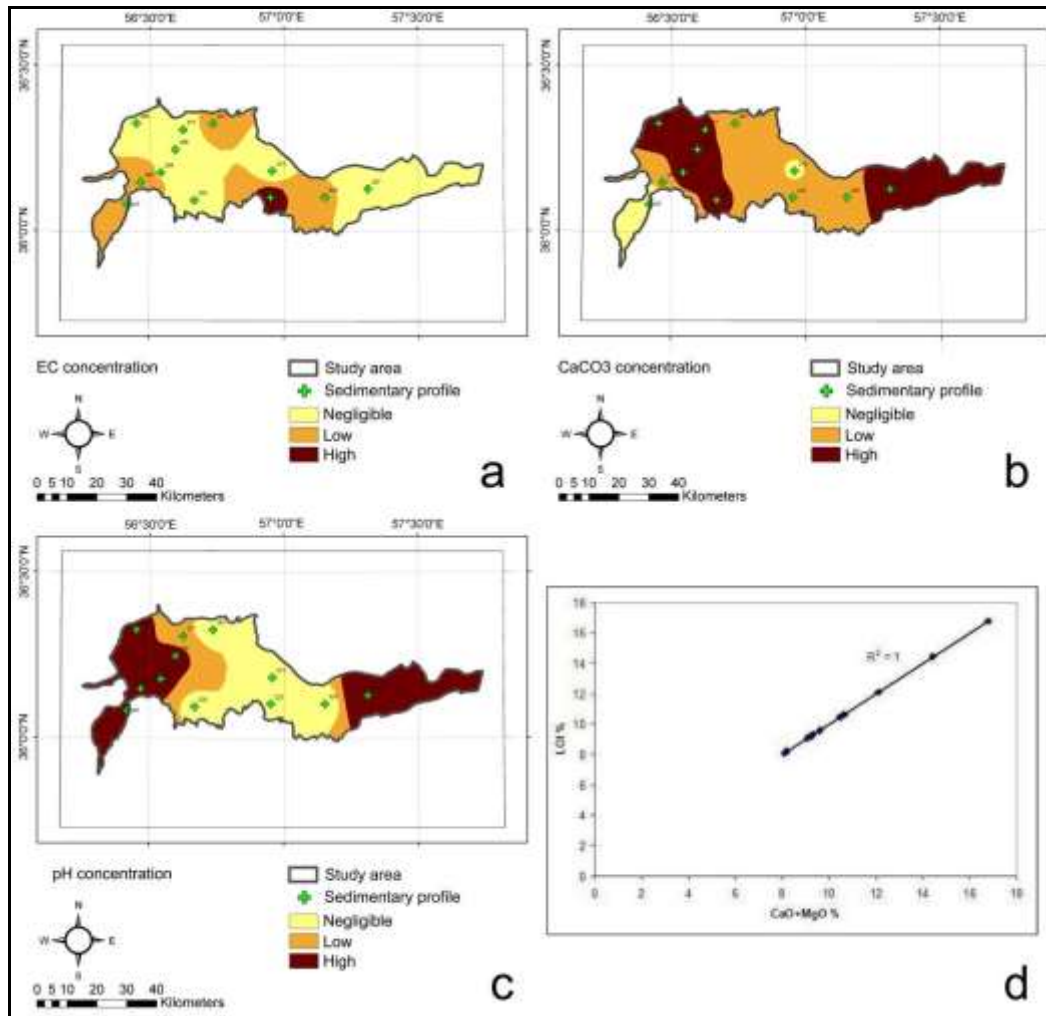 56°30'0"E 57°0'0"E 57°30'0"E
36°30'0"N
36°0'0"N
EC concentration
Study area
Sedimentary profile
Negligible
Low
High
N
W E
S
0 5 10 20 30 40
Kilometers
a
56°30'0"E 57°0'0"E 57°30'0"E
36°30'0"N
36°0'0"N
CaCO3 concentration
Study area
Sedimentary profile
Negligible
Low
High
N
W E
S
0 5 10 20 30 40
Kilometers
b
56°30'0"E 57°0'0"E 57°30'0"E
36°30'0"N
36°0'0"N
pH concentration
Study area
Sedimentary profile
Negligible
Low
High
N
W E
S
0 5 10 20 30 40
Kilometers
c
18
16
14
12
10
8
6
4
2
0
LOI %
R² = 1
0 2 4 6 8 10 12 14 16 18
CaO+MgO %
d